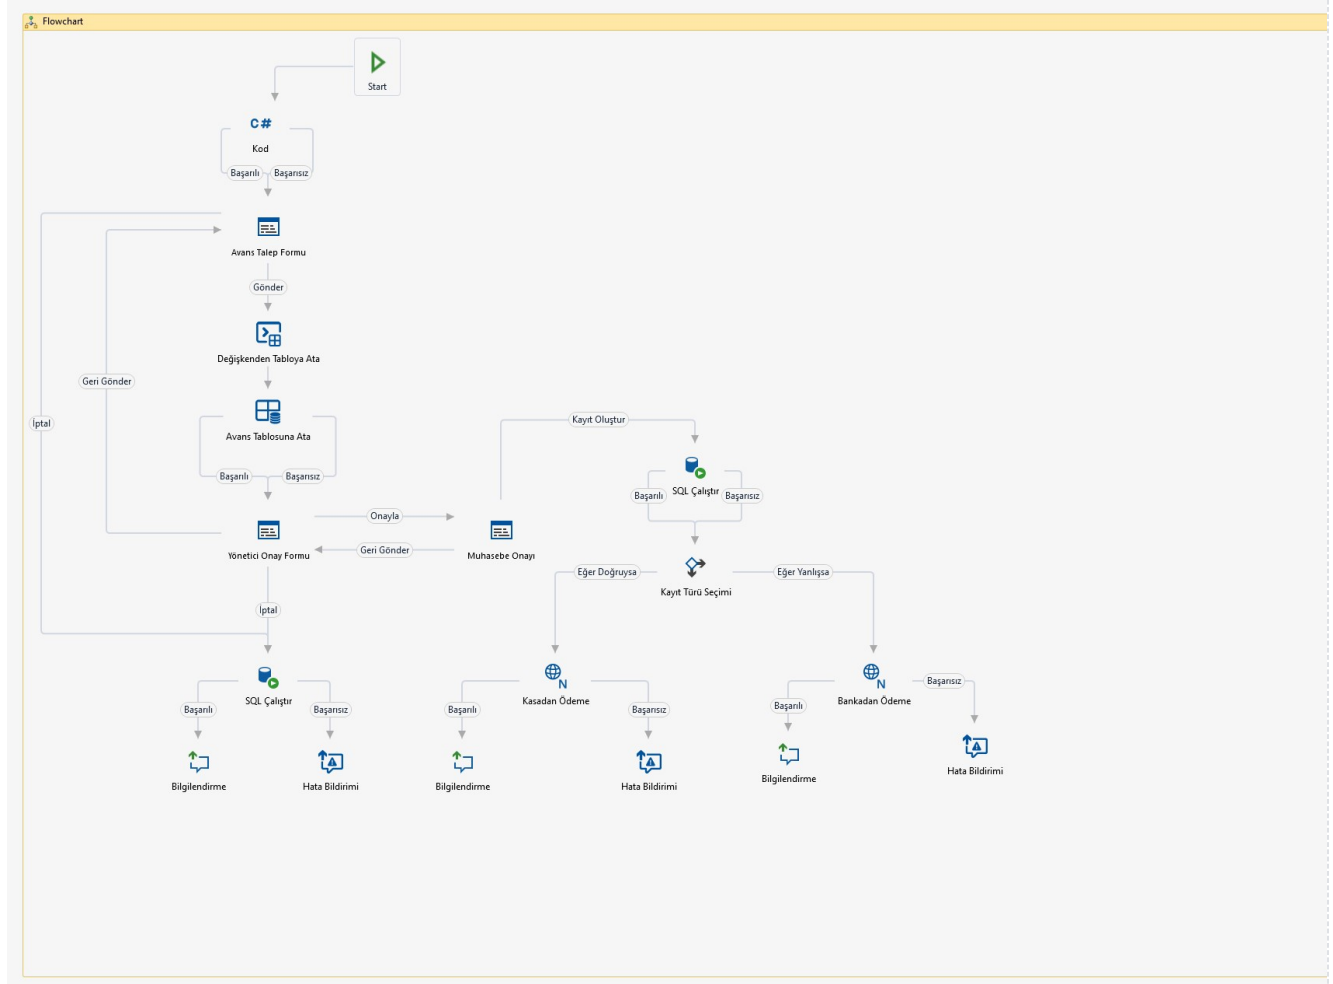 Flowchart
Start
C#
Kod
Başarılı
Başarısız
Avans Talep Formu
Gönder
Değişkenden Tabloya Ata
Geri Gönder
İptal
Avans Tablosuna Ata
Başarılı
Başarısız
Kayıt Oluştur
SQL Çalıştır
Başarılı
Başarısız
Onayla
Yönetici Onay Formu
Geri Gönder
Muhasebe Onayı
Eğer Doğruysa
Eğer Yanlışsa
Kayıt Türü Seçimi
İptal
SQL Çalıştır
Başarılı
Başarısız
N
Kasadan Ödeme
Başarılı
Başarısız
N
Bankadan Ödeme
Başarılı
Başarısız
Bilgilendirme
Hata Bildirimi
Bilgilendirme
Hata Bildirimi
Bilgilendirme
Hata Bildirimi